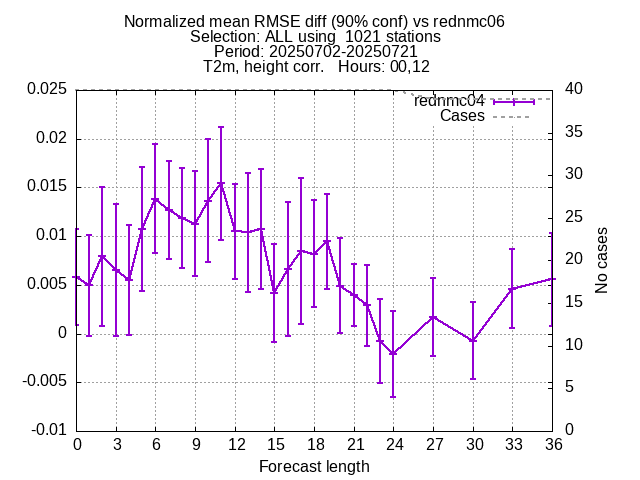 Normalized mean RMSE diff (90% conf) vs rednmc06
Selection: ALL using  1021 stations
Period: 20250702-20250721
T2m, height corr.   Hours: 00,12
0.025
0.02
0.015
0.01
0.005
0
-0.005
-0.01
40
35
30
25
20
15
10
5
0
rednmc04
Cases
No cases
0 3 6 9 12 15 18 21 24 27 30 33 36
Forecast length